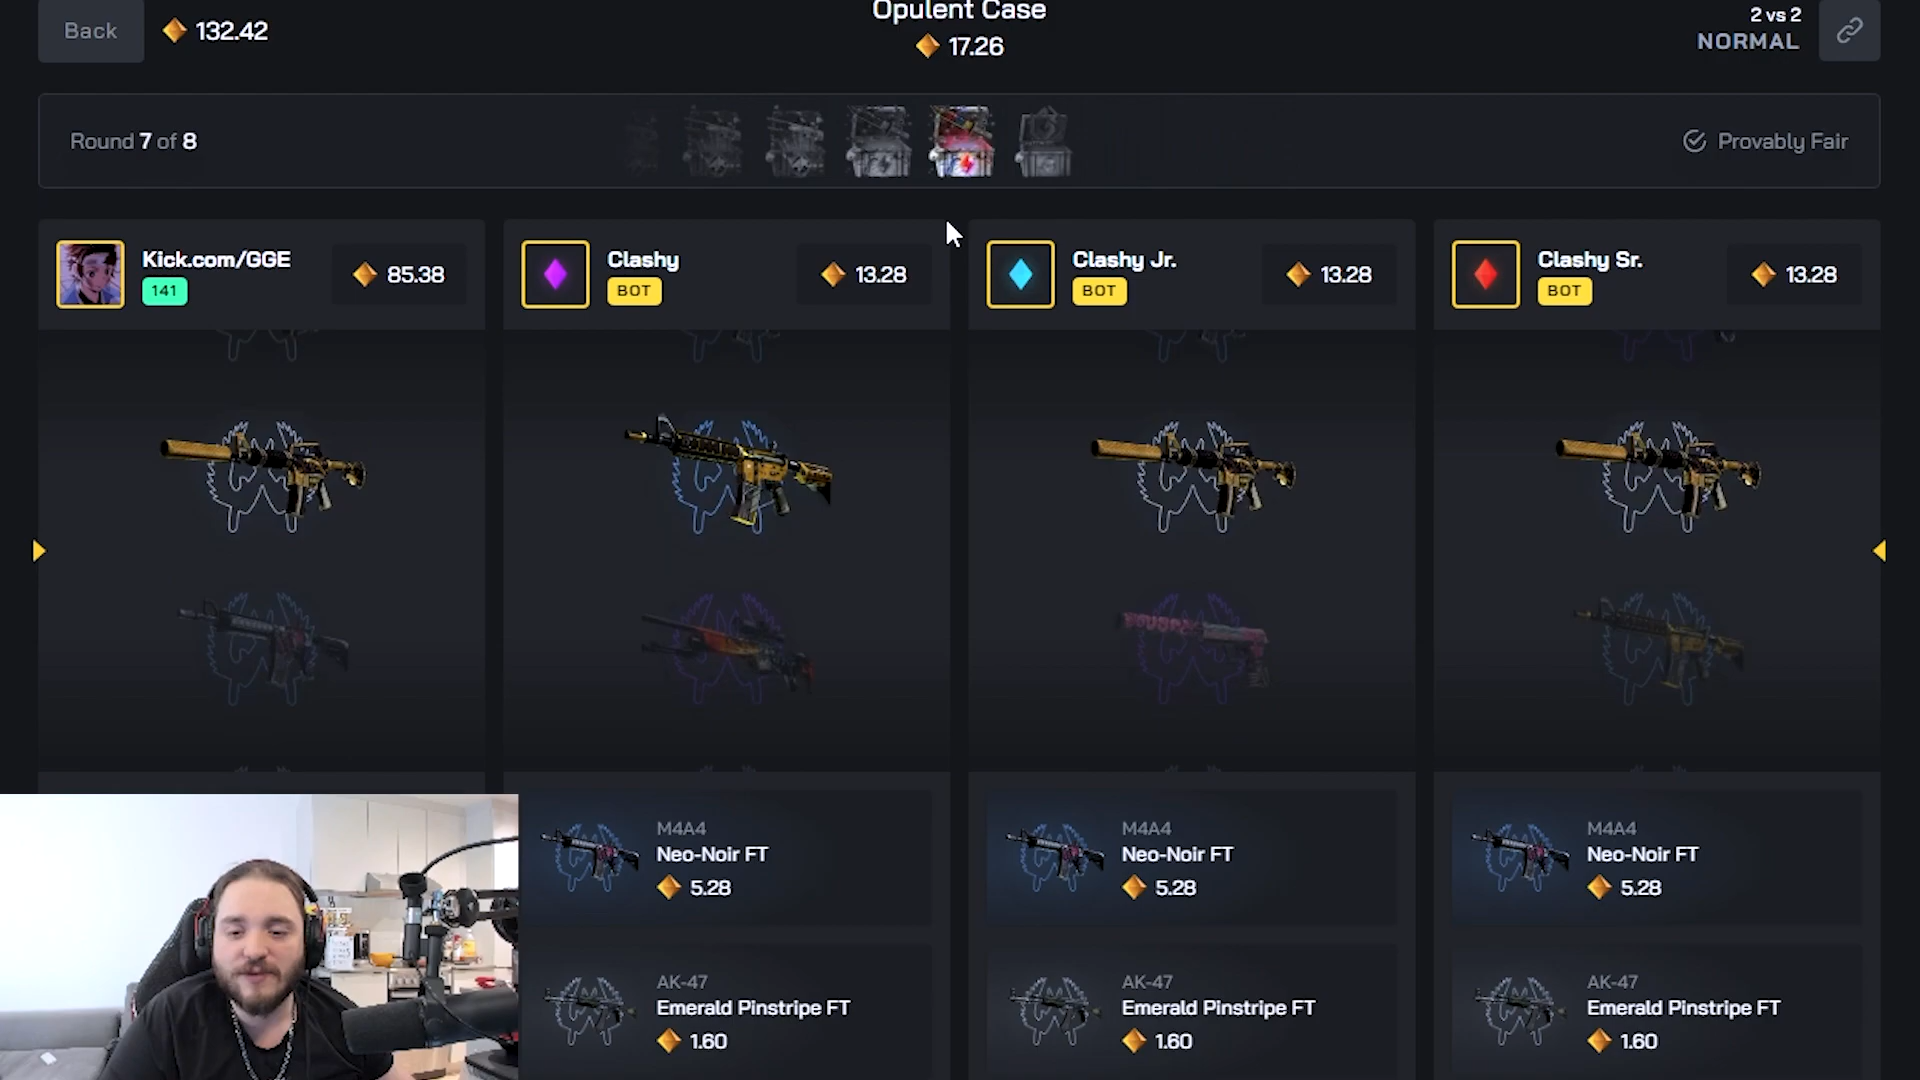 Back
132.42
Opulent Case
17.26
2 vs 2
NORMAL
Round 7 of 8
Provably Fair
Kick.com/GGE
141
85.38
Clashy
BOT
13.28
Clashy Jr.
BOT
13.28
Clashy Sr.
BOT
13.28
M4A4
Neo-Noir FT
5.28
M4A4
Neo-Noir FT
5.28
M4A4
Neo-Noir FT
5.28
AK-47
Emerald Pinstripe FT
1.60
AK-47
Emerald Pinstripe FT
1.60
AK-47
Emerald Pinstripe FT
1.60